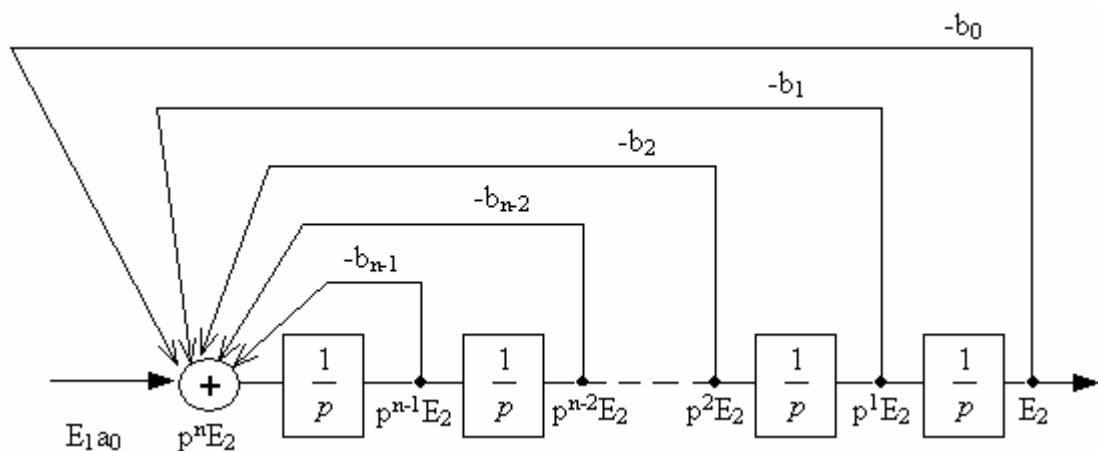 -b₀
-b₁
-b₂
-bₙ₋₂
-bₙ₋₁
+
1/p 1/p 1/p 1/p
pⁿ⁻¹E₂ pⁿ⁻²E₂ p²E₂ p¹E₂ E₂
E₁a₀ pⁿE₂